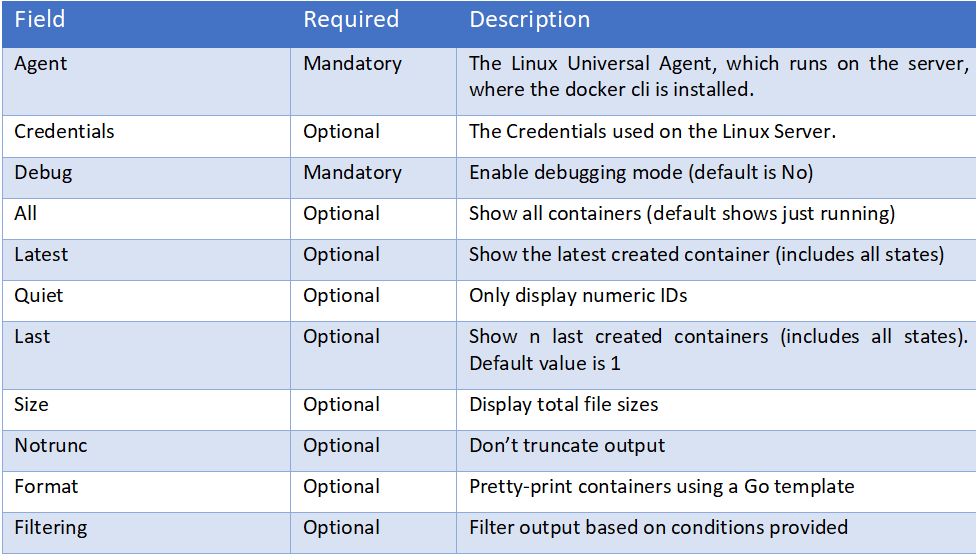 Field Required Description
Agent Mandatory The Linux Universal Agent, which runs on the server,
where the docker cli is installed.
Credentials Optional The Credentials used on the Linux Server.
Debug Mandatory Enable debugging mode (default is No)
All Optional Show all containers (default shows just running)
Latest Optional Show the latest created container (includes all states)
Quiet Optional Only display numeric IDs
Last Optional Show n last created containers (includes all states).
Default value is 1
Size Optional Display total file sizes
Notrunc Optional Don’t truncate output
Format Optional Pretty-print containers using a Go template
Filtering Optional Filter output based on conditions provided